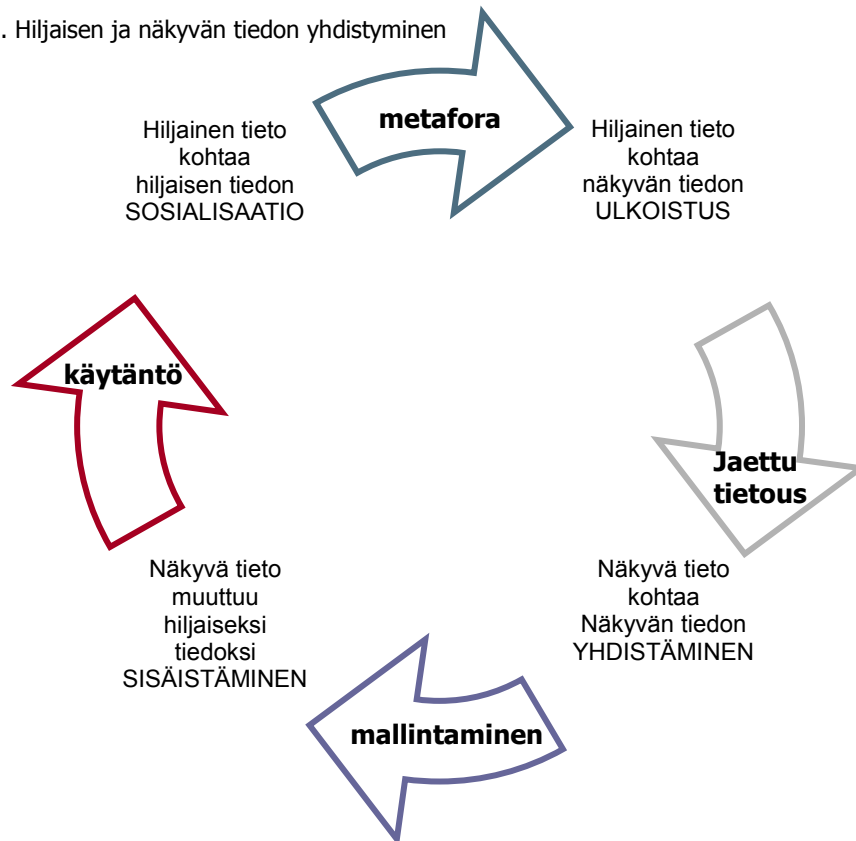 . Hiljaisen ja näkyvän tiedon yhdistyminen
Hiljainen tieto
kohtaa
hiljaisen tiedon
SOSIALISAATIO
metafora
Hiljainen tieto
kohtaa
näkyvän tiedon
ULKOISTUS
Jaettu
tietous
Näkyvä tieto
kohtaa
Näkyvän tiedon
YHDISTÄMINEN
mallintaminen
Näkyvä tieto
muuttuu
hiljaiseksi
tiedoksi
SISÄISTÄMINEN
käytäntö